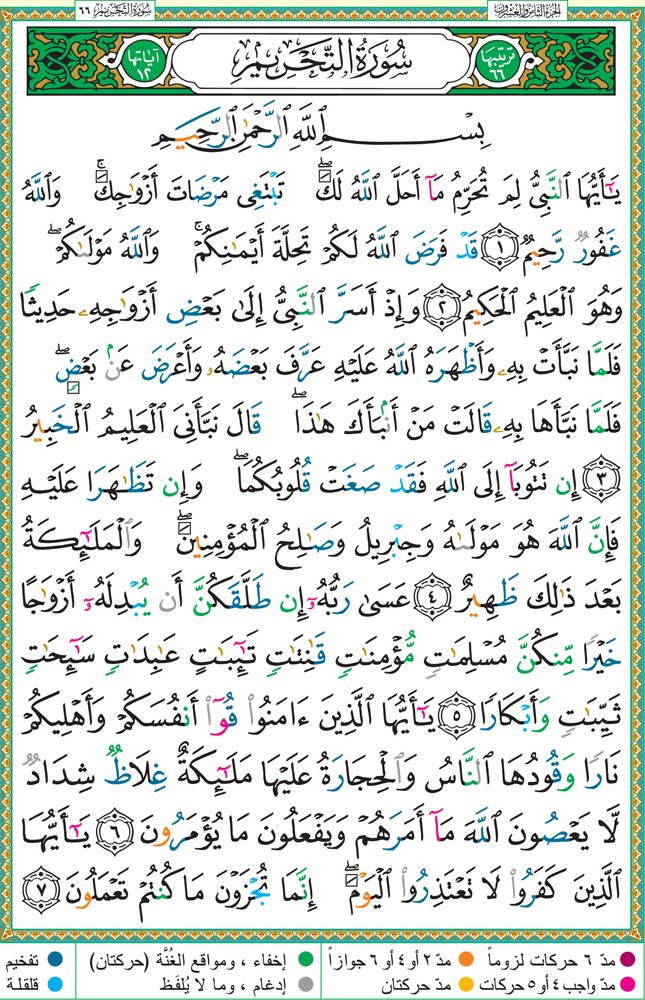 الجزء الثامن والعشرون
سورة التحريم ٦٦
ترتيبها ٦٦
سُورَةُ التَّحْرِيمِ
آياتها ١٢
بِسْمِ ٱللَّهِ ٱلرَّحْمَٰنِ ٱلرَّحِيمِ
يَٰٓأَيُّهَا ٱلنَّبِىُّ لِمَ تُحَرِّمُ مَآ أَحَلَّ ٱللَّهُ لَكَ ۖ تَبْتَغِى مَرْضَاتَ أَزْوَٰجِكَ ۚ وَٱللَّهُ
غَفُورٌ رَّحِيمٌ ١ قَدْ فَرَضَ ٱللَّهُ لَكُمْ تَحِلَّةَ أَيْمَٰنِكُمْ ۚ وَٱللَّهُ مَوْلَىٰكُمْ ۖ
وَهُوَ ٱلْعَلِيمُ ٱلْحَكِيمُ ٢ وَإِذْ أَسَرَّ ٱلنَّبِىُّ إِلَىٰ بَعْضِ أَزْوَٰجِهِۦ حَدِيثًا
فَلَمَّا نَبَّأَتْ بِهِۦ وَأَظْهَرَهُ ٱللَّهُ عَلَيْهِ عَرَّفَ بَعْضَهُۥ وَأَعْرَضَ عَنۢ بَعْضٍ ۖ
فَلَمَّا نَبَّأَهَا بِهِۦ قَالَتْ مَنْ أَنۢبَأَكَ هَٰذَا ۖ قَالَ نَبَّأَنِىَ ٱلْعَلِيمُ ٱلْخَبِيرُ
٣ إِن تَتُوبَآ إِلَى ٱللَّهِ فَقَدْ صَغَتْ قُلُوبُكُمَا ۖ وَإِن تَظَٰهَرَا عَلَيْهِ
فَإِنَّ ٱللَّهَ هُوَ مَوْلَىٰهُ وَجِبْرِيلُ وَصَٰلِحُ ٱلْمُؤْمِنِينَ ۖ وَٱلْمَلَٰٓئِكَةُ
بَعْدَ ذَٰلِكَ ظَهِيرٌ ٤ عَسَىٰ رَبُّهُۥٓ إِن طَلَّقَكُنَّ أَن يُبْدِلَهُۥٓ أَزْوَٰجًا
خَيْرًا مِّنكُنَّ مُسْلِمَٰتٍ مُّؤْمِنَٰتٍ قَٰنِتَٰتٍ تَٰٓئِبَٰتٍ عَٰبِدَٰتٍ سَٰٓئِحَٰتٍ
ثَيِّبَٰتٍ وَأَبْكَارًا ٥ يَٰٓأَيُّهَا ٱلَّذِينَ ءَامَنُوا۟ قُوٓا۟ أَنفُسَكُمْ وَأَهْلِيكُمْ
نَارًا وَقُودُهَا ٱلنَّاسُ وَٱلْحِجَارَةُ عَلَيْهَا مَلَٰٓئِكَةٌ غِلَاظٌ شِدَادٌ
لَّا يَعْصُونَ ٱللَّهَ مَآ أَمَرَهُمْ وَيَفْعَلُونَ مَا يُؤْمَرُونَ ٦ يَٰٓأَيُّهَا
ٱلَّذِينَ كَفَرُوا۟ لَا تَعْتَذِرُوا۟ ٱلْيَوْمَ ۖ إِنَّمَا تُجْزَوْنَ مَا كُنتُمْ تَعْمَلُونَ ٧
مدّ ٦ حركات لزوماً مدّ ٢ أو ٤ أو ٦ جوازاً إخفاء ، ومواقع الغُنَّة (حركتان) تفخيم
مدّ واجب ٤ أو ٥ حركات مدّ حركتان إدغام ، وما لا يُلفَظ قلقلة